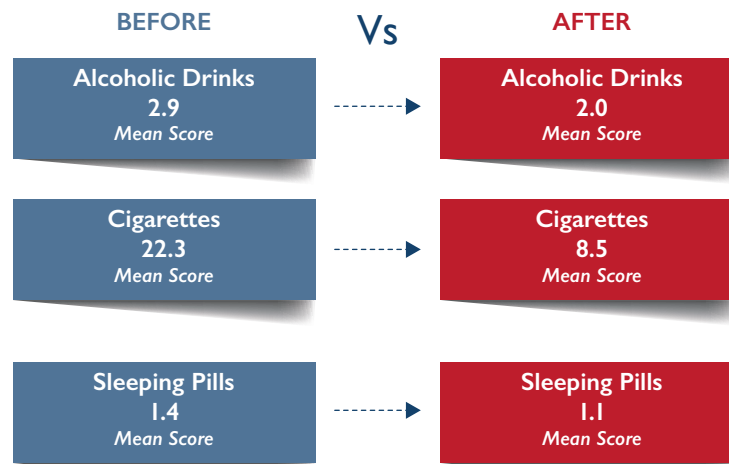 BEFORE Vs AFTER
Alcoholic Drinks
2.9
Mean Score
Alcoholic Drinks
2.0
Mean Score
Cigarettes
22.3
Mean Score
Cigarettes
8.5
Mean Score
Sleeping Pills
1.4
Mean Score
Sleeping Pills
1.1
Mean Score